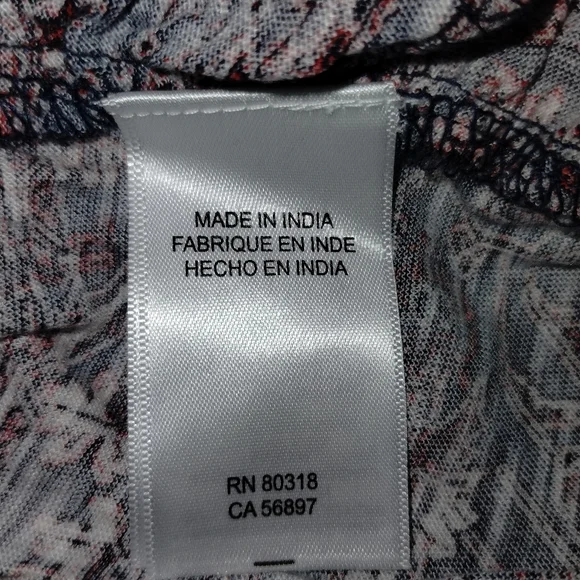 MADE IN INDIA
FABRIQUE EN INDE
HECHO EN INDIA
RN 80318
CA 56897